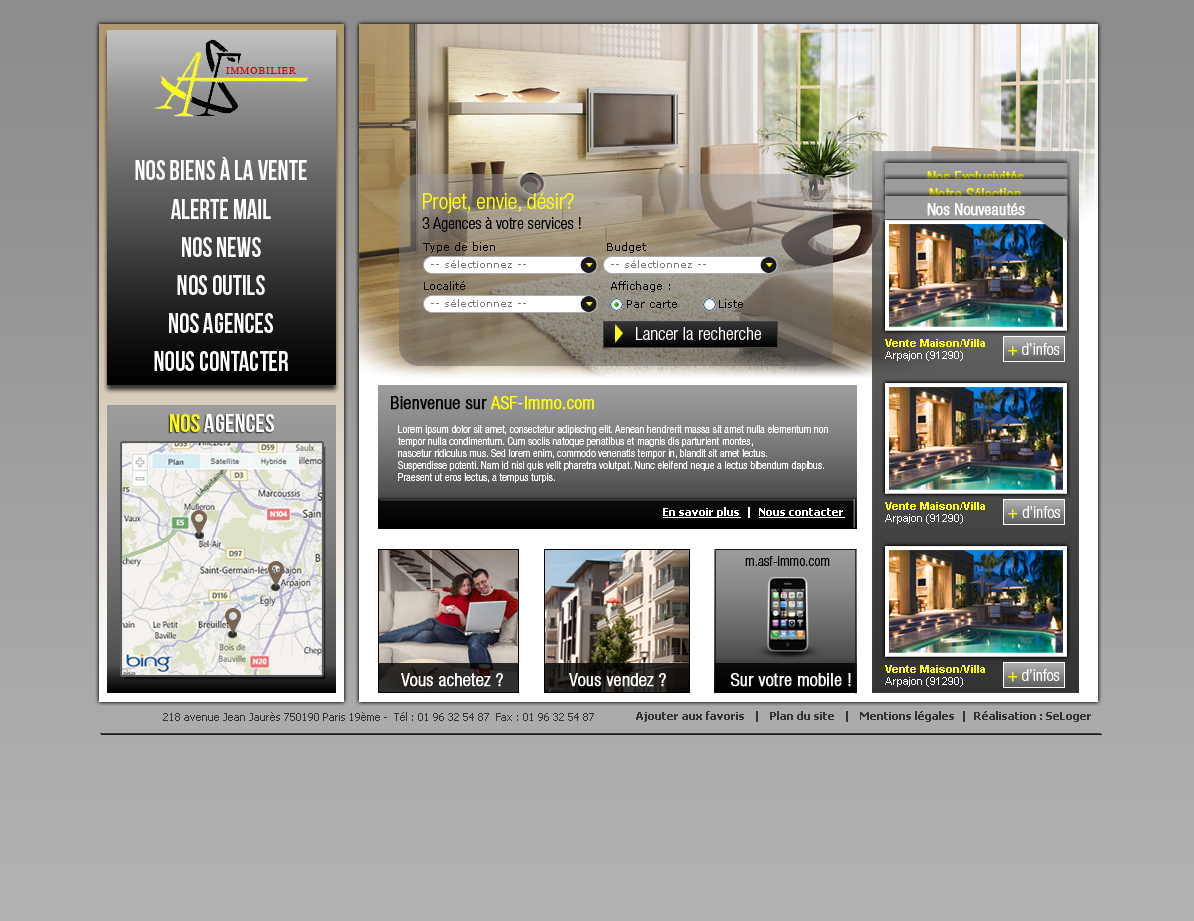 IMMOBILIER
NOS BIENS À LA VENTE
ALERTE MAIL
NOS NEWS
NOS OUTILS
NOS AGENCES
NOUS CONTACTER
NOS AGENCES
D59
Saulx
Plan
Satellite
Hybride
illemo
D3
Marcoussis
L'Aquitaine
Mulleron
Vaux
E5
N104
Sain
Bel-Air
D97
chery
Saint-Germain-lès-Arpajon
Arpajon
D116
Égly
ain
Le Petit
Baville
Breuillet
Bois de
Bauville
Chep
N20
bing
Projet, envie, désir?
3 Agences à votre services !
Type de bien
Budget
-- sélectionnez --
-- sélectionnez --
Localité
Affichage :
-- sélectionnez --
Par carte
Liste
Lancer la recherche
Nos Exclusivités
Notre Sélection
Nos Nouveautés
Vente Maison/Villa
Arpajon (91290)
+ d'infos
Vente Maison/Villa
Arpajon (91290)
+ d'infos
Vente Maison/Villa
Arpajon (91290)
+ d'infos
Bienvenue sur ASF-Immo.com
Lorem ipsum dolor sit amet, consectetur adipiscing elit. Aenean hendrerit massa sit amet nulla elementum non
tempor nulla condimentum. Cum sociis natoque penatibus et magnis dis parturient montes,
nascetur ridiculus mus. Sed lorem enim, commodo venenatis tempor in, blandit sit amet lectus.
Suspendisse potenti. Nam id nisi quis velit pharetra volutpat. Nunc eleifend neque a lectus bibendum dapibus.
Praesent ut eros lectus, a tempus turpis.
En savoir plus | Nous contacter
Vous achetez ?
Vous vendez ?
m.asf-immo.com
Sur votre mobile !
218 avenue Jean Jaurès 750190 Paris 19ème - Tél : 01 96 32 54 87 Fax : 01 96 32 54 87
Ajouter aux favoris | Plan du site | Mentions légales | Réalisation : SeLoger